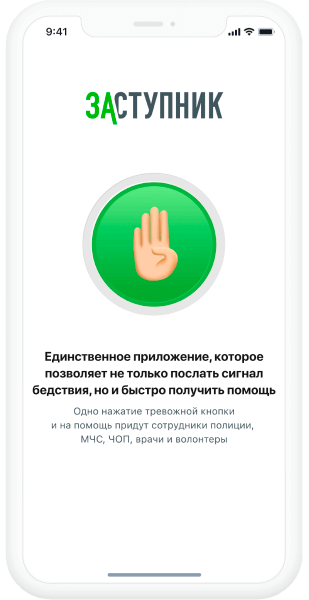 9:41
ЗАСТУПНИК
Единственное приложение, которое
позволяет не только послать сигнал
бедствия, но и быстро получить помощь
Одно нажатие тревожной кнопки
и на помощь придут сотрудники полиции,
МЧС, ЧОП, врачи и волонтеры